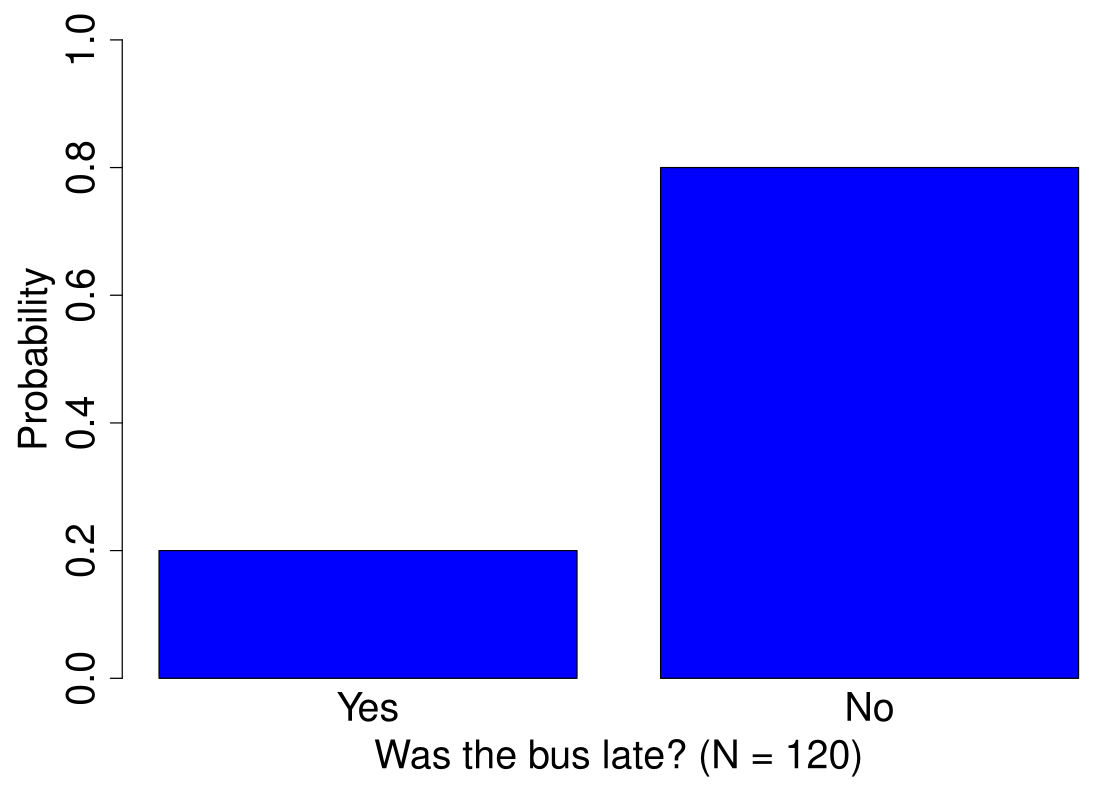 Probability
1.0
0.8
0.6
0.4
0.2
0.0
Yes
No
Was the bus late? (N = 120)